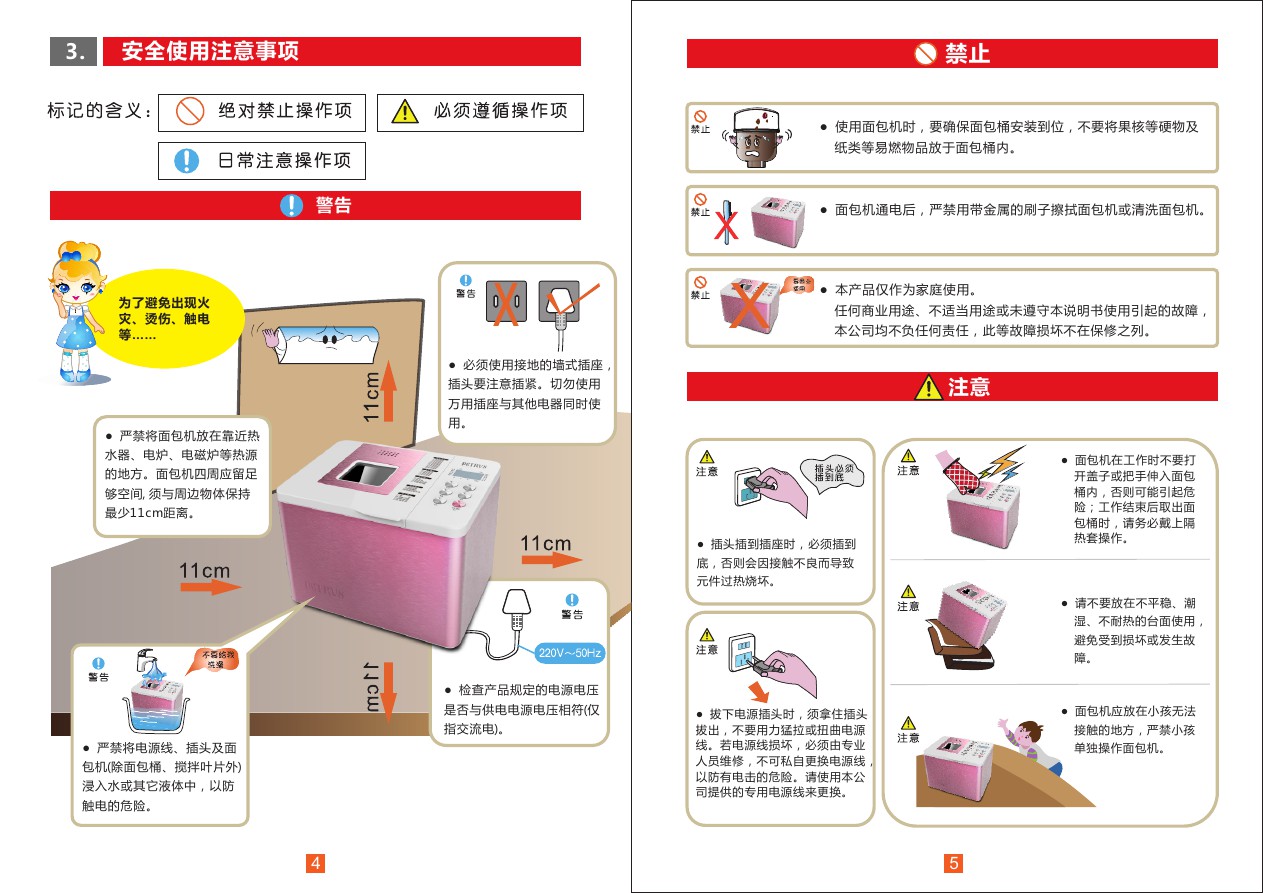 3. 安全使用注意事项
标记的含义：
绝对禁止操作项
必须遵循操作项
日常注意操作项
警告
为了避免出现火
灾、烫伤、触电
等……
警告
● 必须使用接地的墙式插座，
插头要注意插紧。切勿使用
万用插座与其他电器同时使
用。
11cm
● 严禁将面包机放在靠近热
水器、电炉、电磁炉等热源
的地方。面包机四周应留足
够空间, 须与周边物体保持
最少11cm距离。
PETRUS
11cm
11cm
PETRUS
警告
220V～50Hz
● 检查产品规定的电源电压
是否与供电电源电压相符(仅
指交流电)。
11cm
警告
不要给我
洗澡
● 严禁将电源线、插头及面
包机(除面包桶、搅拌叶片外)
浸入水或其它液体中，以防
触电的危险。
4
禁止
禁止
● 使用面包机时，要确保面包桶安装到位，不要将果核等硬物及
纸类等易燃物品放于面包桶内。
禁止
● 面包机通电后，严禁用带金属的刷子擦拭面包机或清洗面包机。
禁止
● 本产品仅作为家庭使用。
任何商业用途、不适当用途或未遵守本说明书使用引起的故障，
本公司均不负任何责任，此等故障损坏不在保修之列。
注意
注意
插头必须
插到底
● 插头插到插座时，必须插到
底，否则会因接触不良而导致
元件过热烧坏。
注意
● 拔下电源插头时，须拿住插头
拔出，不要用力猛拉或扭曲电源
线。若电源线损坏，必须由专业
人员维修，不可私自更换电源线，
以防有电击的危险。请使用本公
司提供的专用电源线来更换。
注意
● 面包机在工作时不要打
开盖子或把手伸入面包
桶内，否则可能引起危
险；工作结束后取出面
包桶时，请务必戴上隔
热套操作。
注意
● 请不要放在不平稳、潮
湿、不耐热的台面使用，
避免受到损坏或发生故
障。
注意
● 面包机应放在小孩无法
接触的地方，严禁小孩
单独操作面包机。
5